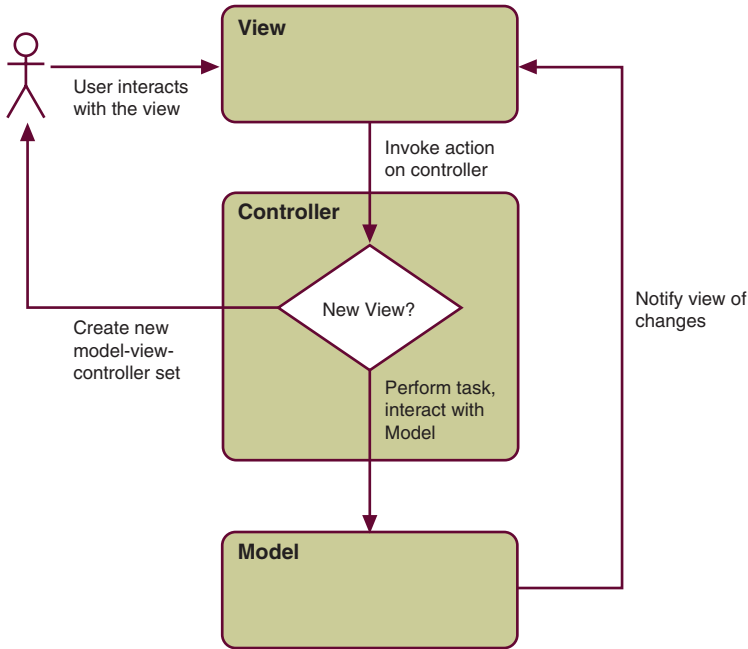 View
User interacts
with the view
Invoke action
on controller
Controller
New View?
Create new
model-view-
controller set
Notify view of
changes
Perform task,
interact with
Model
Model